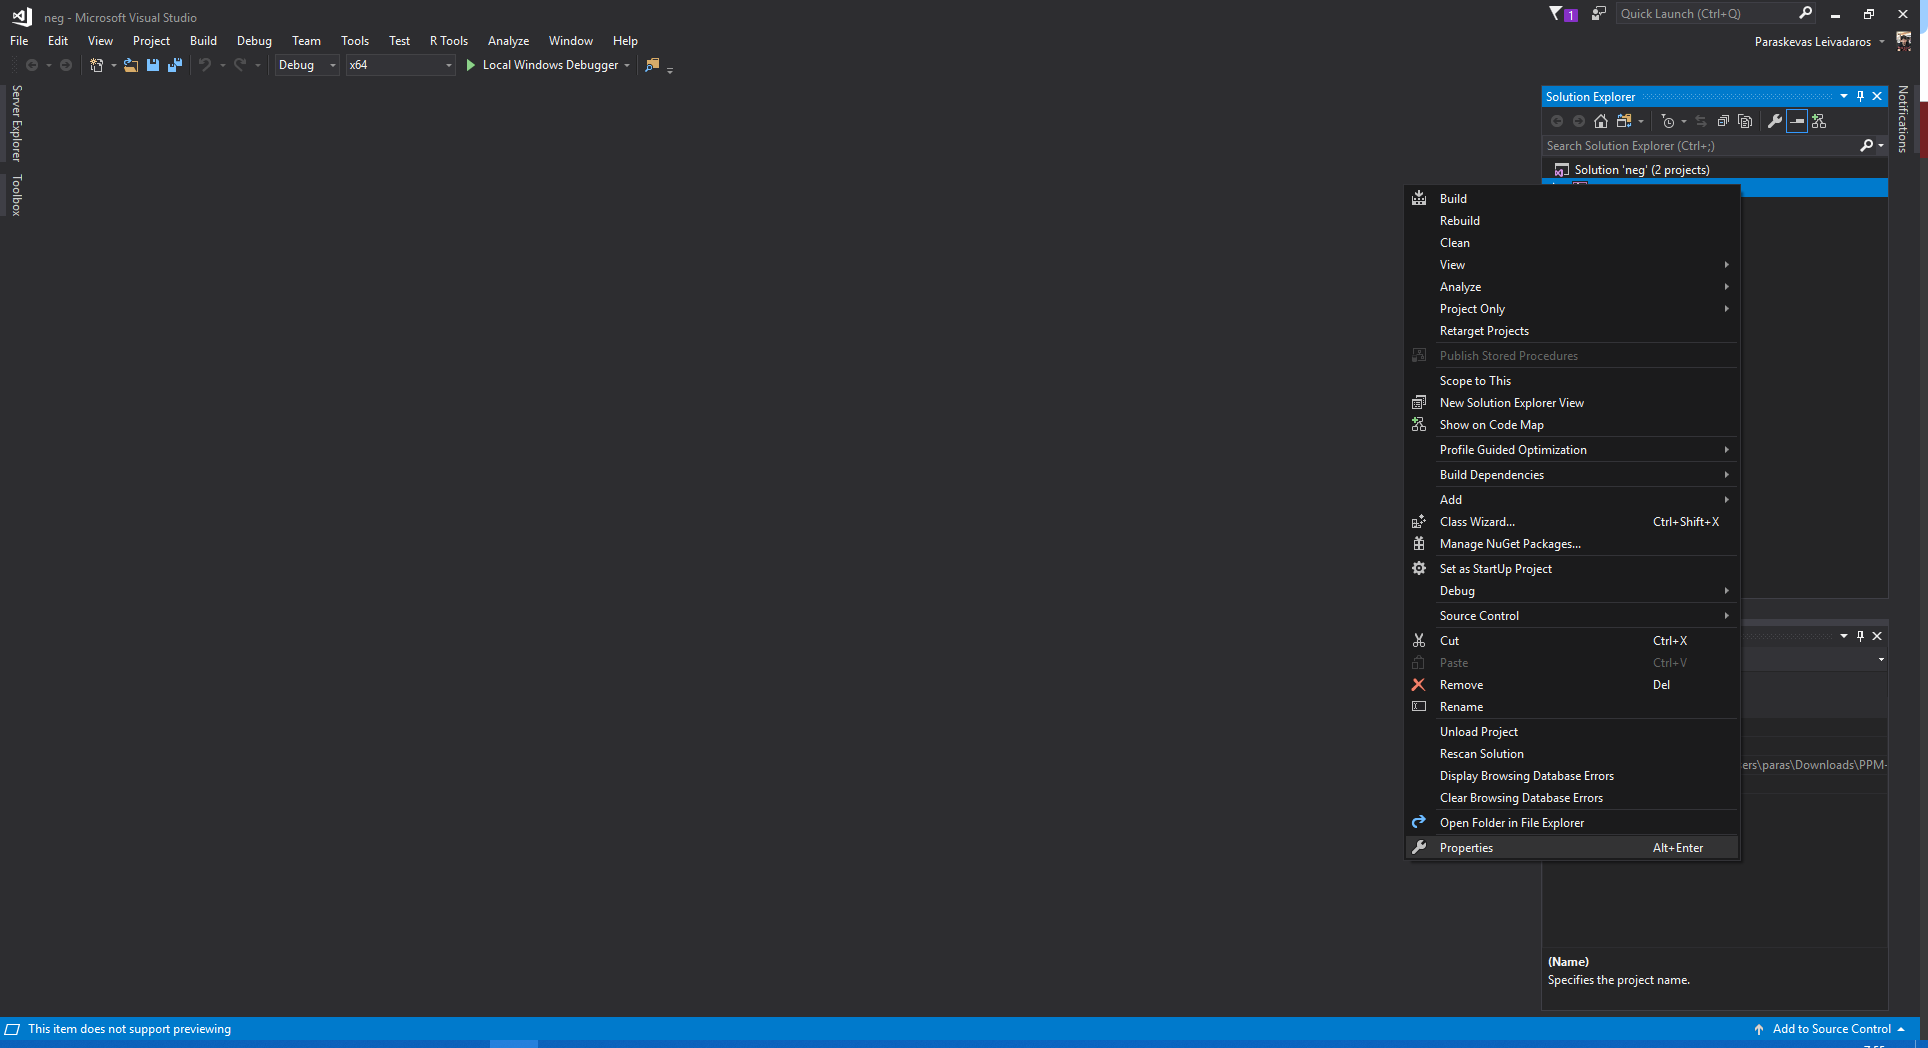 neg - Microsoft Visual Studio
1
Quick Launch (Ctrl+Q)
File Edit View Project Build Debug Team Tools Test R Tools Analyze Window Help
Paraskevas Leivadaros
Debug x64 Local Windows Debugger
Server Explorer
Toolbox
Solution Explorer
Notifications
Search Solution Explorer (Ctrl+;)
Solution 'neg' (2 projects)
Build
Rebuild
Clean
View
Analyze
Project Only
Retarget Projects
Publish Stored Procedures
Scope to This
New Solution Explorer View
Show on Code Map
Profile Guided Optimization
Build Dependencies
Add
Class Wizard... Ctrl+Shift+X
Manage NuGet Packages...
Set as StartUp Project
Debug
Source Control
Cut Ctrl+X
Paste Ctrl+V
Remove Del
Rename
Unload Project
Rescan Solution
Display Browsing Database Errors
ers\paras\Downloads\PPM-
Clear Browsing Database Errors
Open Folder in File Explorer
Properties Alt+Enter
(Name)
Specifies the project name.
This item does not support previewing
Add to Source Control